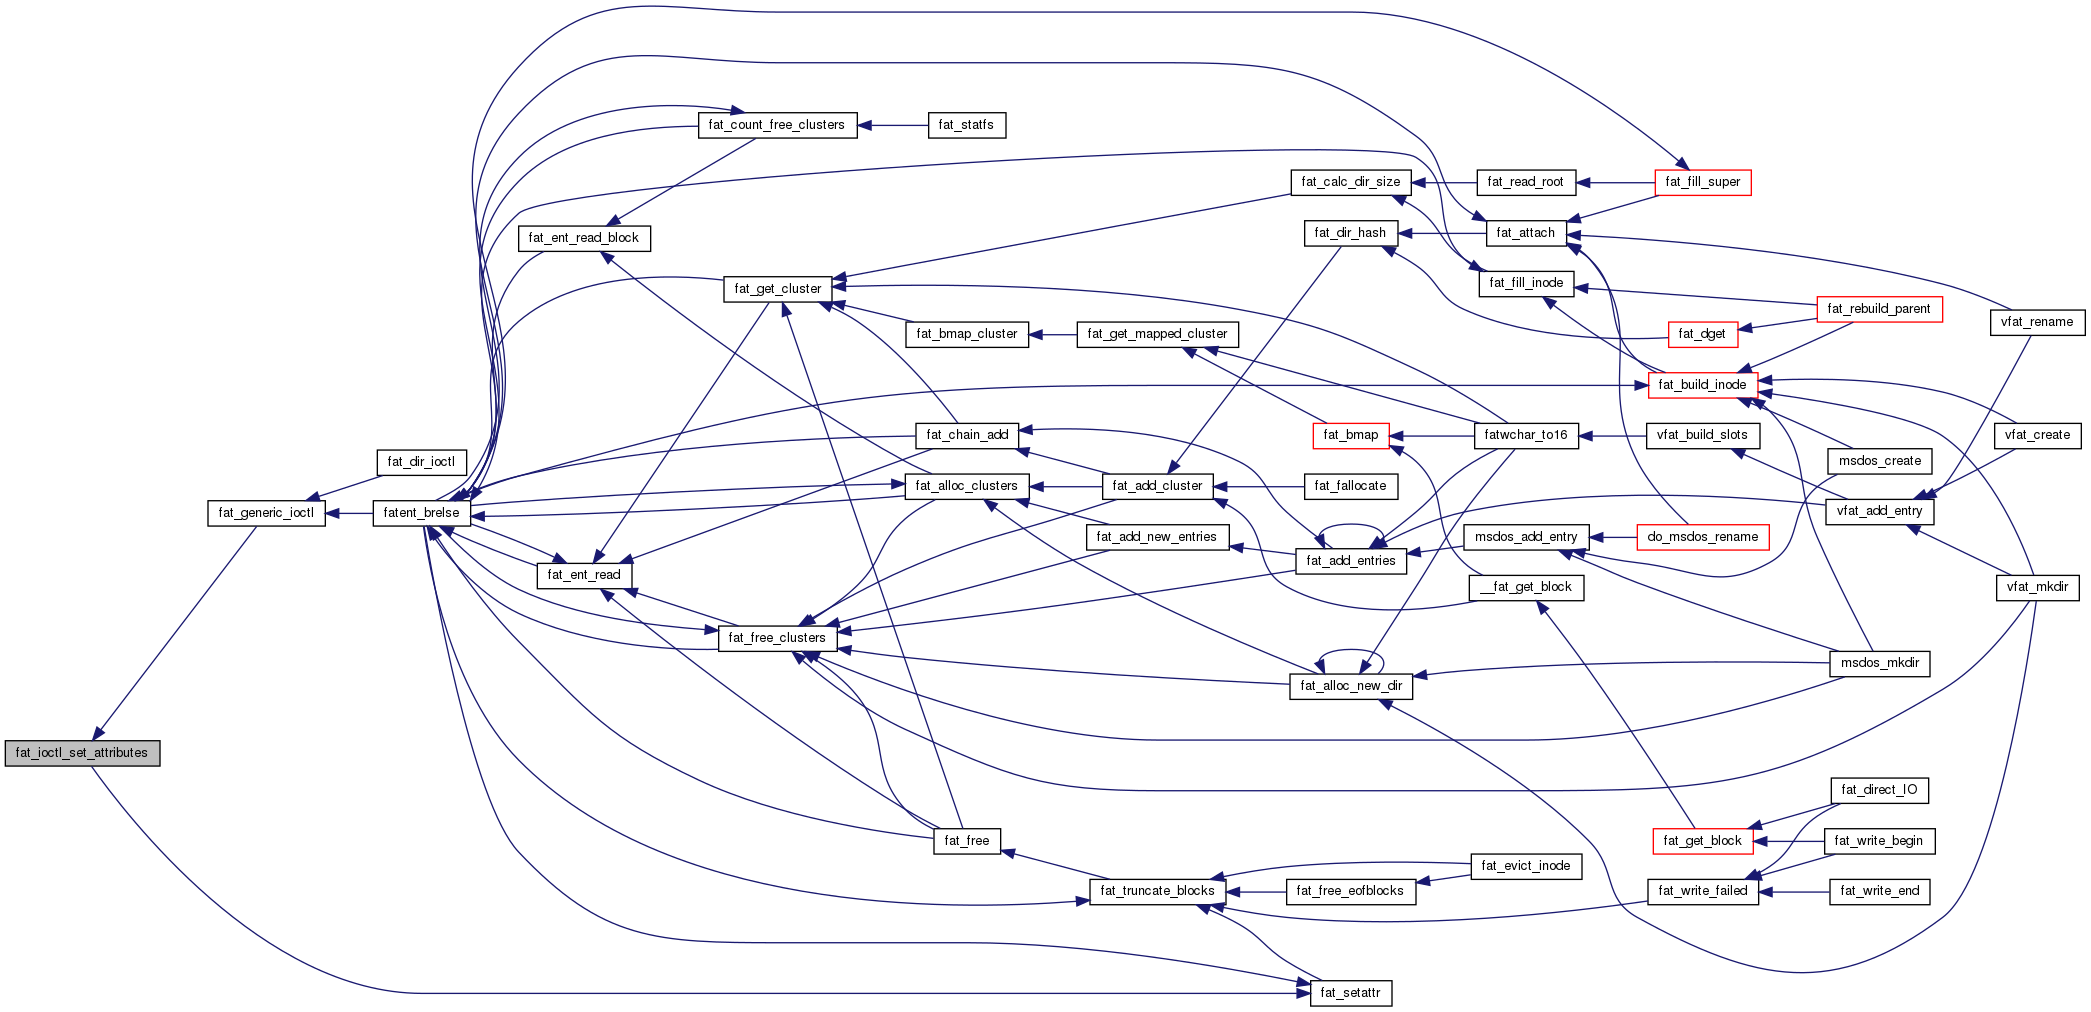 fat_ioctl_set_attributes
fat_generic_ioctl
fat_dir_ioctl
fatent_brelse
fat_ent_read_block
fat_ent_read
fat_count_free_clusters
fat_get_cluster
fat_free_clusters
fat_statfs
fat_bmap_cluster
fat_chain_add
fat_alloc_clusters
fat_free
fat_get_mapped_cluster
fat_add_cluster
fat_add_new_entries
fat_truncate_blocks
fat_calc_dir_size
fat_dir_hash
fat_bmap
fat_fallocate
fat_add_entries
fat_alloc_new_dir
fat_free_eofblocks
fat_setattr
fat_read_root
fat_attach
fat_fill_inode
fatwchar_to16
msdos_add_entry
__fat_get_block
fat_evict_inode
fat_fill_super
fat_dget
fat_build_inode
vfat_build_slots
do_msdos_rename
fat_get_block
fat_write_failed
fat_rebuild_parent
msdos_create
vfat_add_entry
msdos_mkdir
fat_direct_IO
fat_write_begin
fat_write_end
vfat_rename
vfat_create
vfat_mkdir